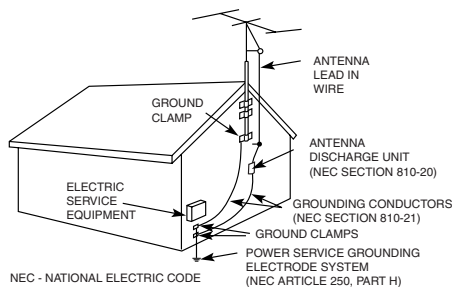 ANTENNA
LEAD IN
WIRE
GROUND
CLAMP
ANTENNA
DISCHARGE UNIT
(NEC SECTION 810-20)
ELECTRIC
SERVICE
EQUIPMENT
GROUNDING CONDUCTORS
(NEC SECTION 810-21)
GROUND CLAMPS
POWER SERVICE GROUNDING
ELECTRODE SYSTEM
(NEC ARTICLE 250, PART H)
NEC - NATIONAL ELECTRIC CODE